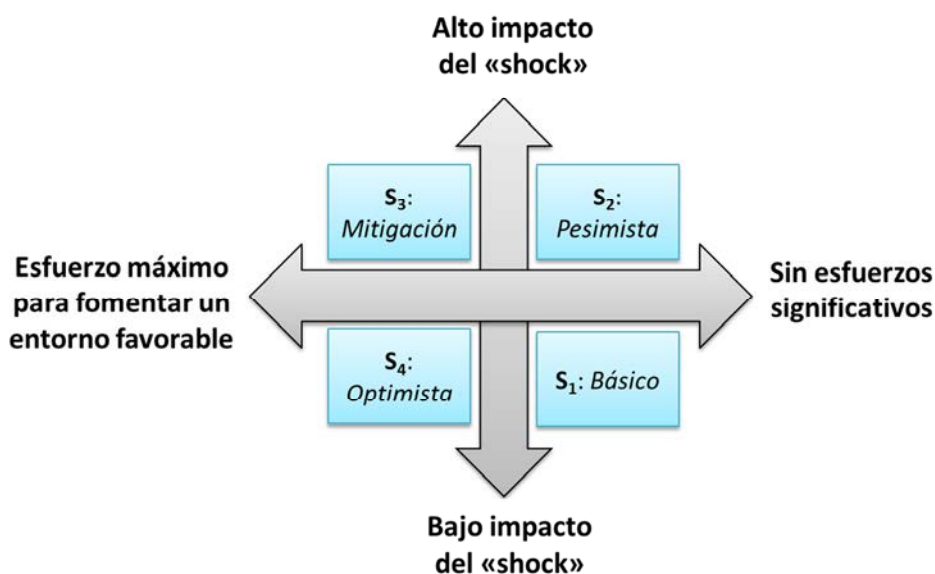 Alto impacto
del «shock»
S₃:
Mitigación
S₂:
Pesimista
Esfuerzo máximo
para fomentar un
entorno favorable
Sin esfuerzos
significativos
S₄:
Optimista
S₁: Básico
Bajo impacto
del «shock»